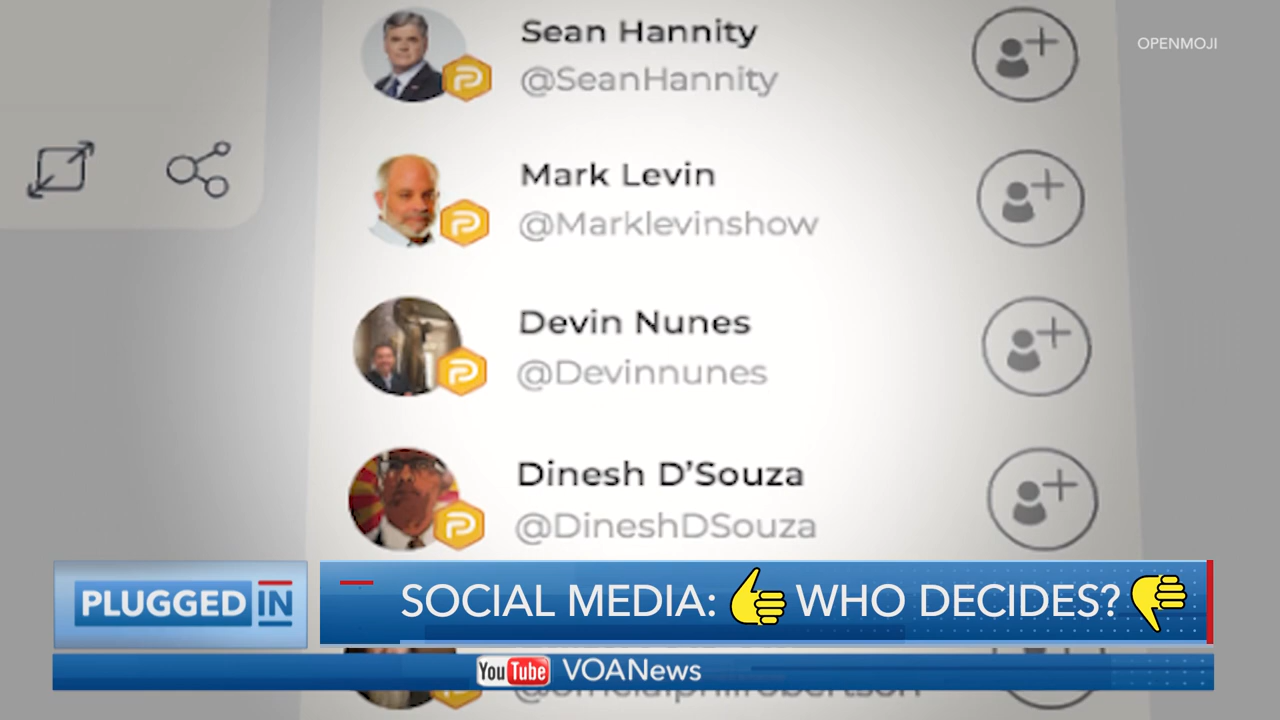 Sean Hannity
OPENMOJI
@SeanHannity
Mark Levin
@Marklevinshow
Devin Nunes
@Devinnunes
Dinesh D’Souza
@DineshDSouza
PLUGGED IN
SOCIAL MEDIA: WHO DECIDES?
YouTube VOANews